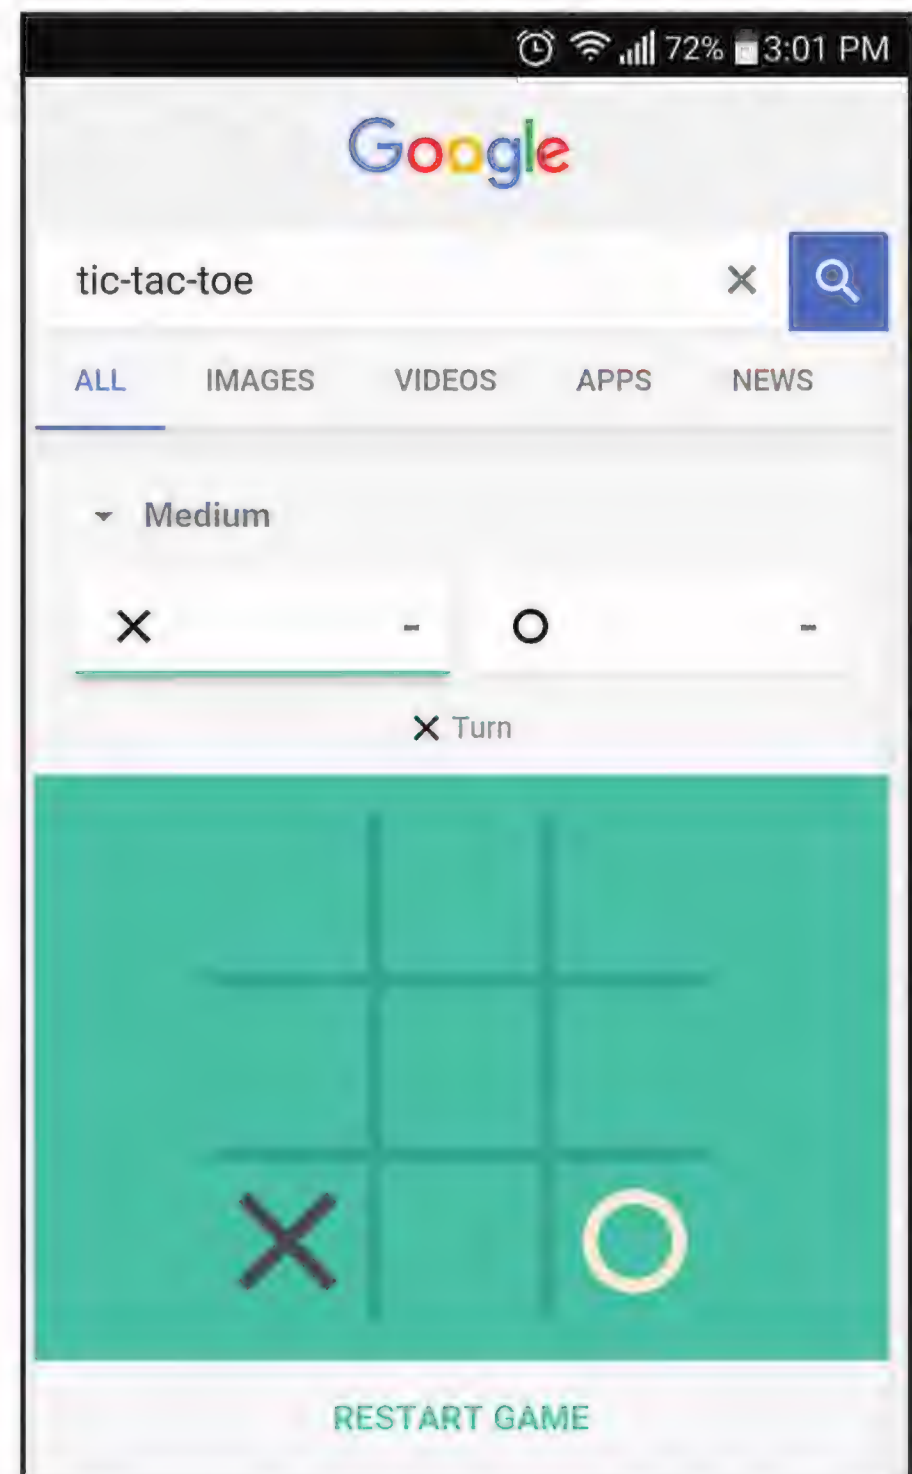 72% 3:01 PM
Google
tic-tac-toe
ALL IMAGES VIDEOS APPS NEWS
Medium
X - O -
X Turn
X O
RESTART GAME